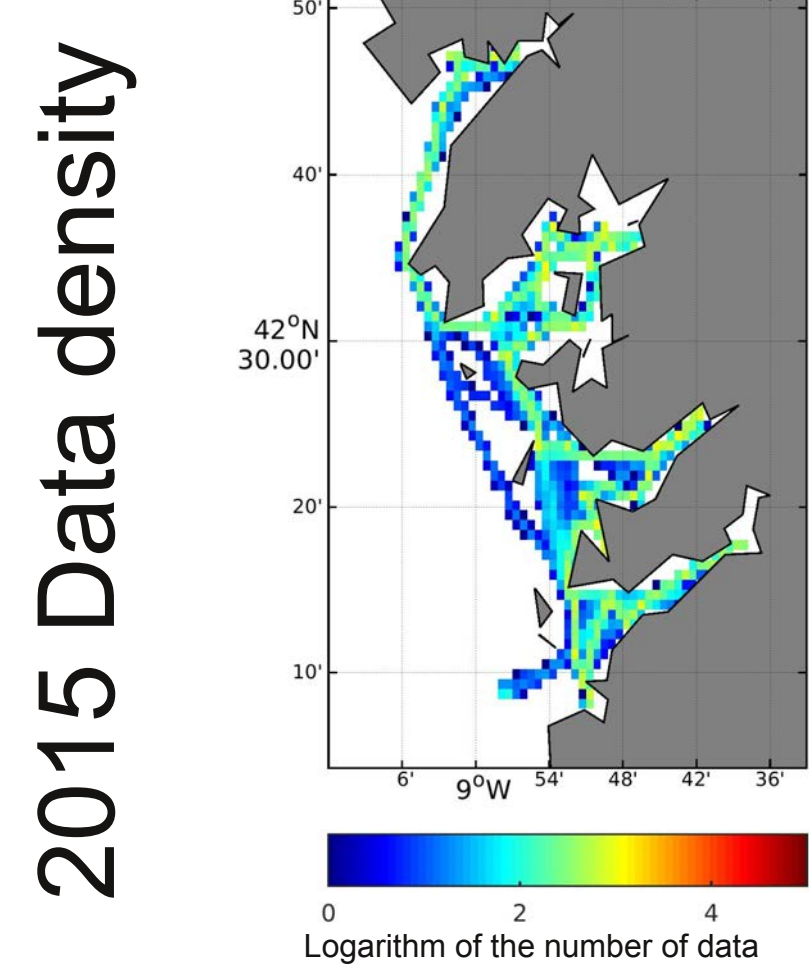 2015 Data density
50'
40'
42°N
30.00'
20'
10'
6' 9°W 54' 48' 42' 36'
0 2 4
Logarithm of the number of data